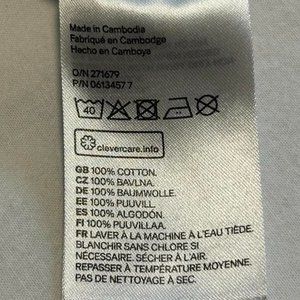 Made in Cambodia
Fabriqué en Cambodge
Hecho en Camboya
O/N 271679
P/N 0613457 7
40
clevercare.info
GB 100% COTTON.
CZ 100% BAVLNA.
DE 100% BAUMWOLLE.
EE 100% PUUVILL.
ES 100% ALGODÓN.
FI 100% PUUVILLAA.
FR LAVER À LA MACHINE À L'EAU TIÈDE.
BLANCHIR SANS CHLORE SI
NÉCESSAIRE. SÉCHER À L'AIR.
REPASSER À TEMPÉRATURE MOYENNE.
PAS DE NETTOYAGE À SEC.